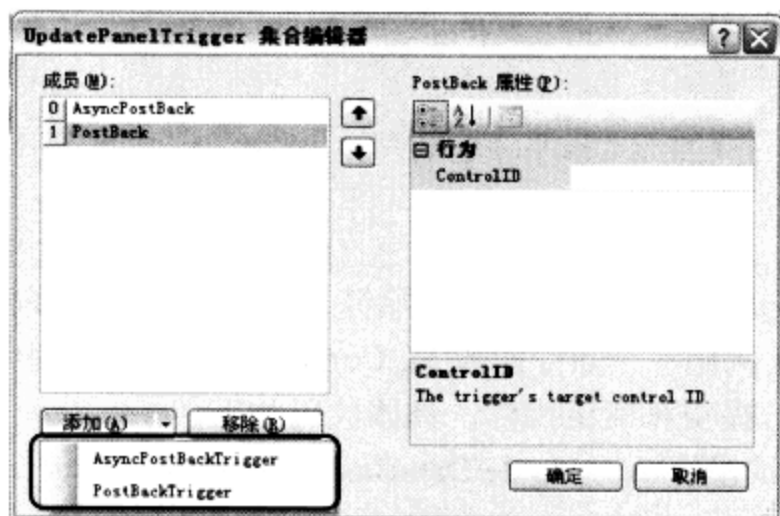 UpdatePanelTrigger 集合编辑器
成员(M):
0 AsyncPostBack
1 PostBack
添加(A)
移除(R)
AsyncPostBackTrigger
PostBackTrigger
PostBack 属性(P):
行为
ControlID
ControlID
The trigger's target control ID.
确定
取消